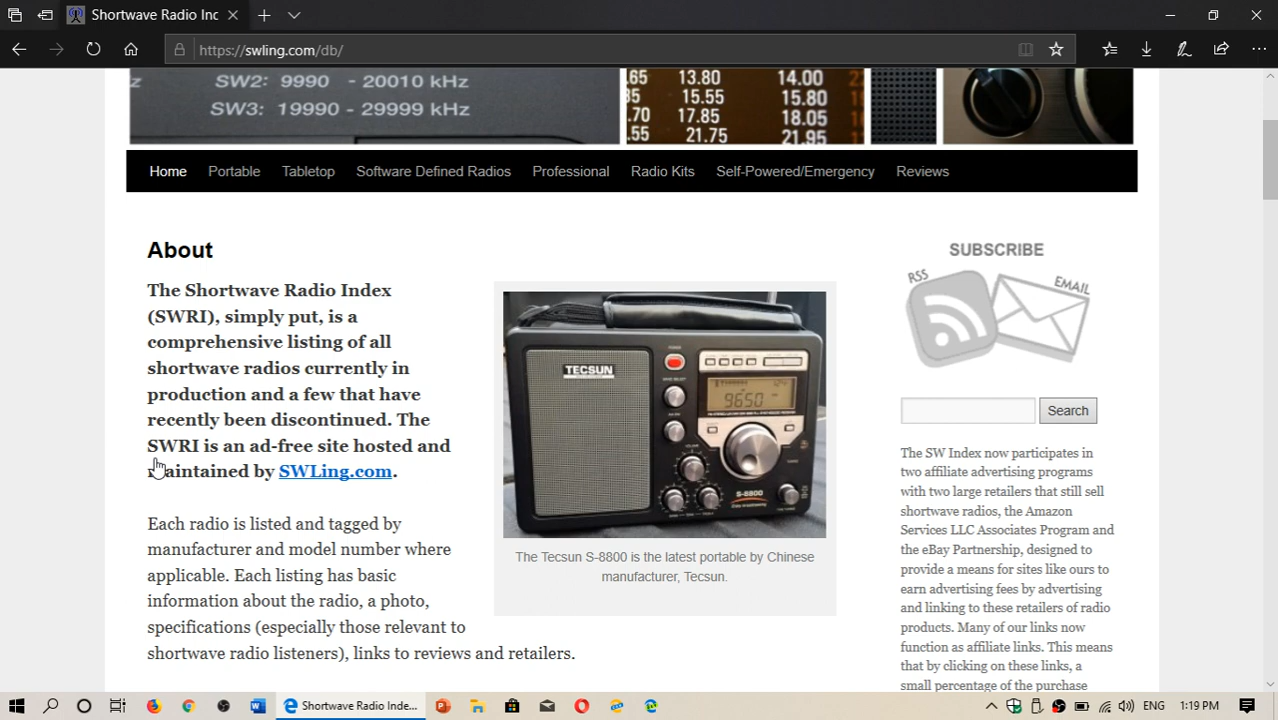 Shortwave Radio Inc
https://swling.com/db/
z
SW2: 9990 - 20010 kHz
SW3: 19990 - 29999 kHz
.65 13.80 14.00
35 15.55 15.80
.70 17.85 18.05
.55 21.75 21.95
Home Portable Tabletop Software Defined Radios Professional Radio Kits Self-Powered/Emergency Reviews
About
The Shortwave Radio Index
(SWRI), simply put, is a
comprehensive listing of all
shortwave radios currently in
production and a few that have
recently been discontinued. The
SWRI is an ad-free site hosted and
maintained by SWLing.com.
Each radio is listed and tagged by
manufacturer and model number where
applicable. Each listing has basic
information about the radio, a photo,
specifications (especially those relevant to
shortwave radio listeners), links to reviews and retailers.
TECSUN
9650
S-8800
The Tecsun S-8800 is the latest portable by Chinese
manufacturer, Tecsun.
SUBSCRIBE
RSS
EMAIL
Search
The SW Index now participates in
two affiliate advertising programs
with two large retailers that still sell
shortwave radios, the Amazon
Services LLC Associates Program and
the eBay Partnership, designed to
provide a means for sites like ours to
earn advertising fees by advertising
and linking to these retailers of radio
products. Many of our links now
function as affiliate links. This means
that by clicking on these links, a
small percentage of the purchase
Shortwave Radio Inde...
ENG
1:19 PM